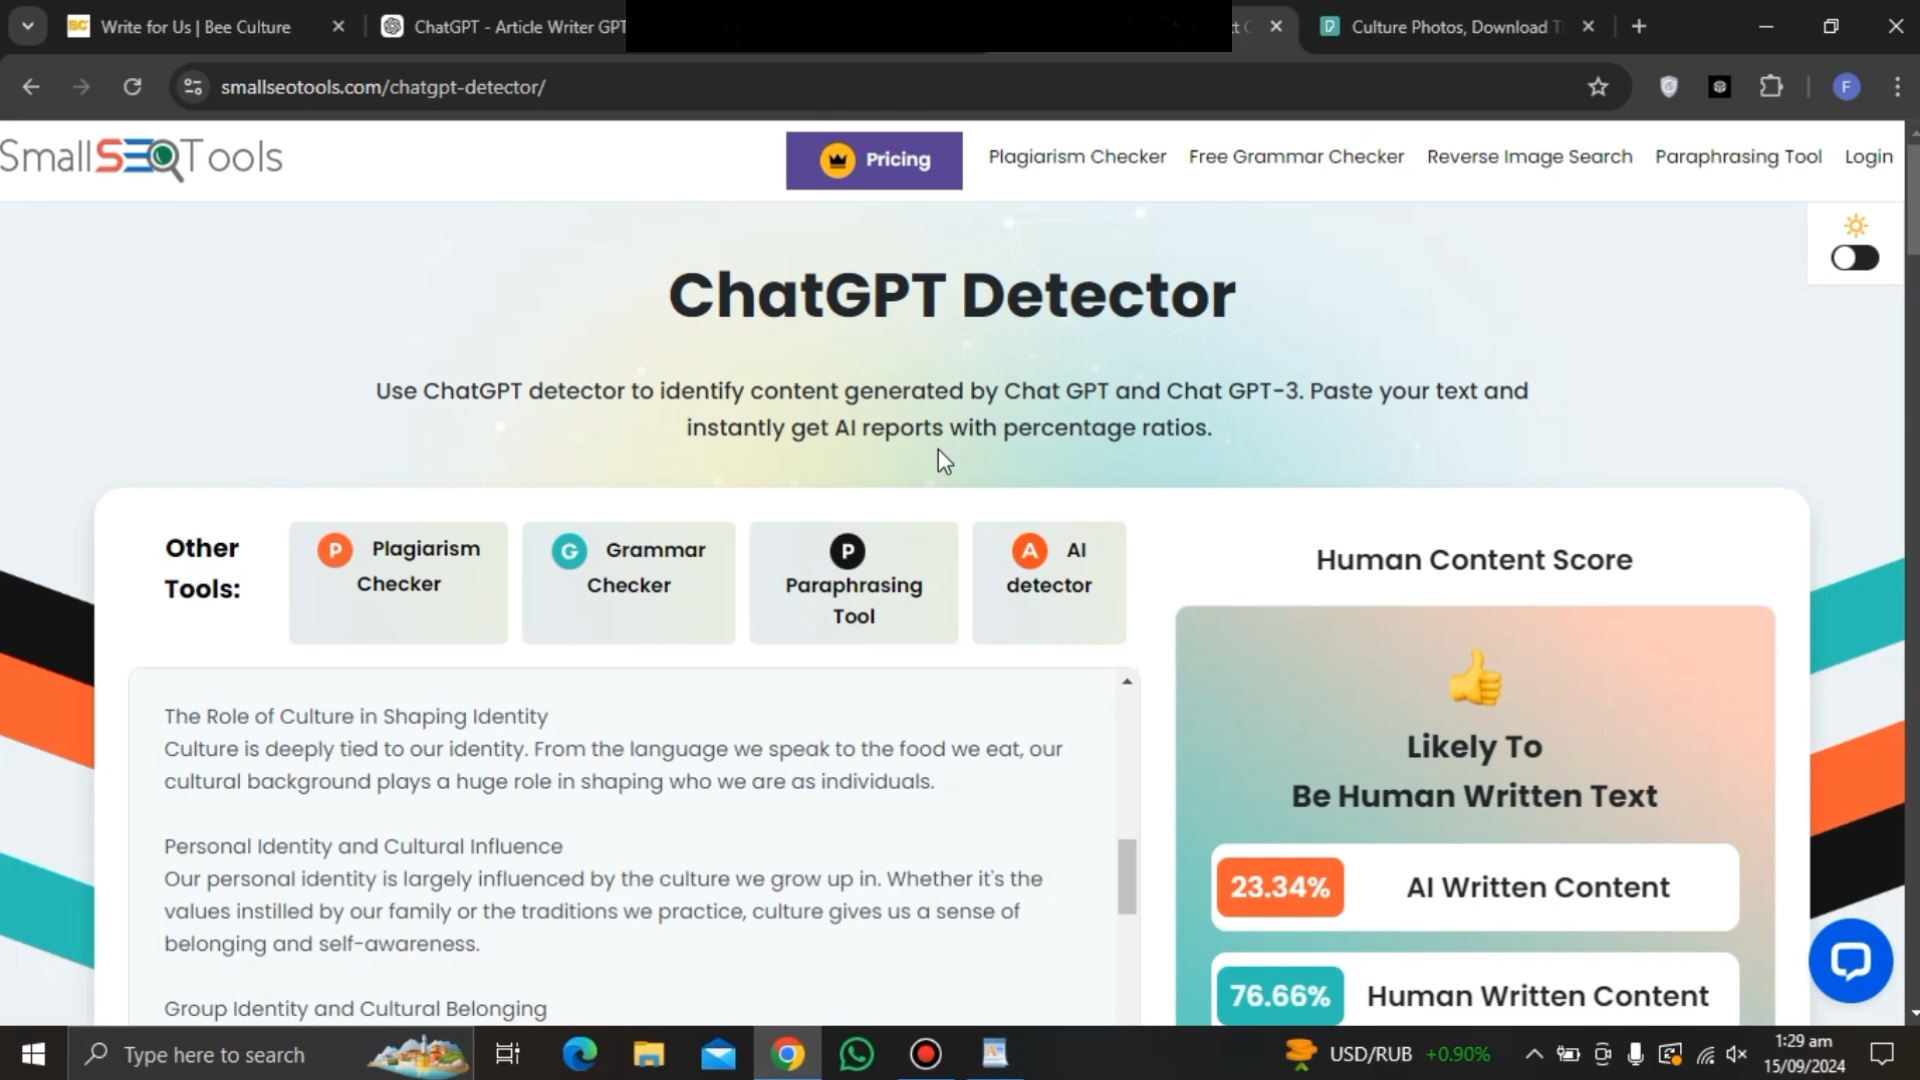 Write for Us | Bee Culture
ChatGPT - Article Writer GPT
Culture Photos, Download T
smallseotools.com/chatgpt-detector/
F
SmallSEOTools
Pricing
Plagiarism Checker
Free Grammar Checker
Reverse Image Search
Paraphrasing Tool
Login
ChatGPT Detector
Use ChatGPT detector to identify content generated by Chat GPT and Chat GPT-3. Paste your text and
instantly get AI reports with percentage ratios.
Other
Tools:
P Plagiarism
Checker
G Grammar
Checker
P
Paraphrasing
Tool
A AI
detector
The Role of Culture in Shaping Identity
Culture is deeply tied to our identity. From the language we speak to the food we eat, our
cultural background plays a huge role in shaping who we are as individuals.
Personal Identity and Cultural Influence
Our personal identity is largely influenced by the culture we grow up in. Whether it's the
values instilled by our family or the traditions we practice, culture gives us a sense of
belonging and self-awareness.
Group Identity and Cultural Belonging
Human Content Score
Likely To
Be Human Written Text
23.34% AI Written Content
76.66% Human Written Content
Type here to search
USD/RUB +0.90%
1:29 am
15/09/2024